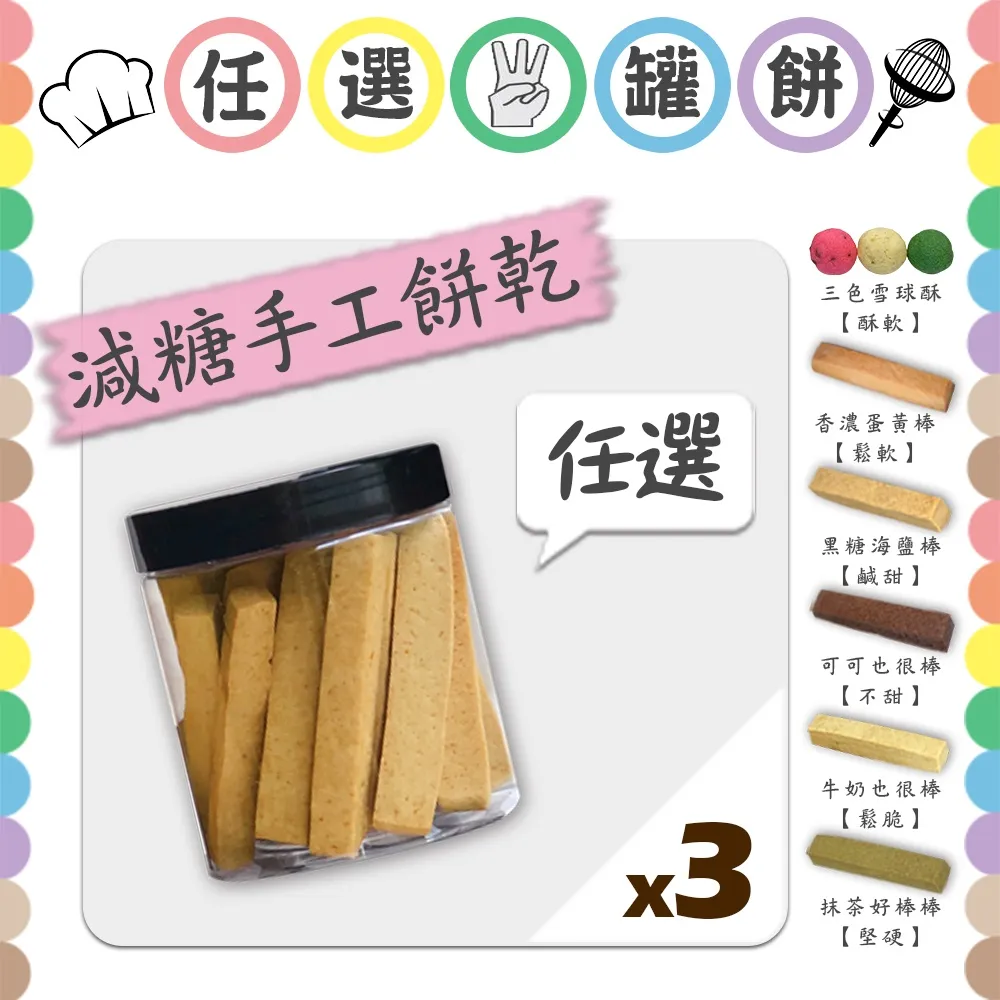 任選罐餅
減糖手工餅乾
任選
x3
三色雪球酥
【酥軟】
香濃蛋黃棒
【鬆軟】
黑糖海鹽棒
【鹹甜】
可可也很棒
【不甜】
牛奶也很棒
【鬆脆】
抹茶好棒棒
【堅硬】